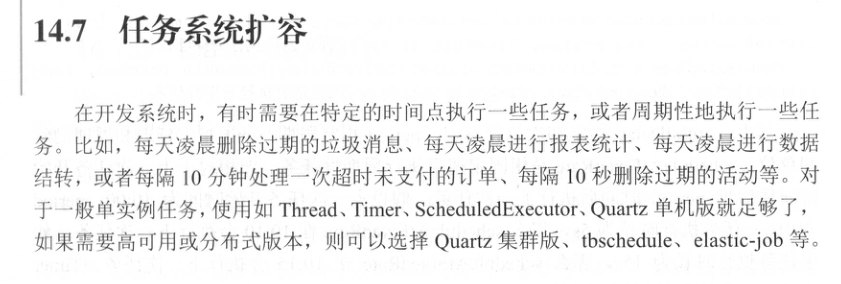 14.7 任务系统扩容
在开发系统时，有时需要在特定的时间点执行一些任务，或者周期性地执行一些任
务。比如，每天凌晨删除过期的垃圾消息、每天凌晨进行报表统计、每天凌晨进行数据
结转，或者每隔 10 分钟处理一次超时未支付的订单、每隔 10 秒删除过期的活动等。对
于一般单实例任务，使用如 Thread、Timer、ScheduledExecutor、Quartz 单机版就足够了，
如果需要高可用或分布式版本，则可以选择 Quartz 集群版、tbschedule、elastic-job 等。